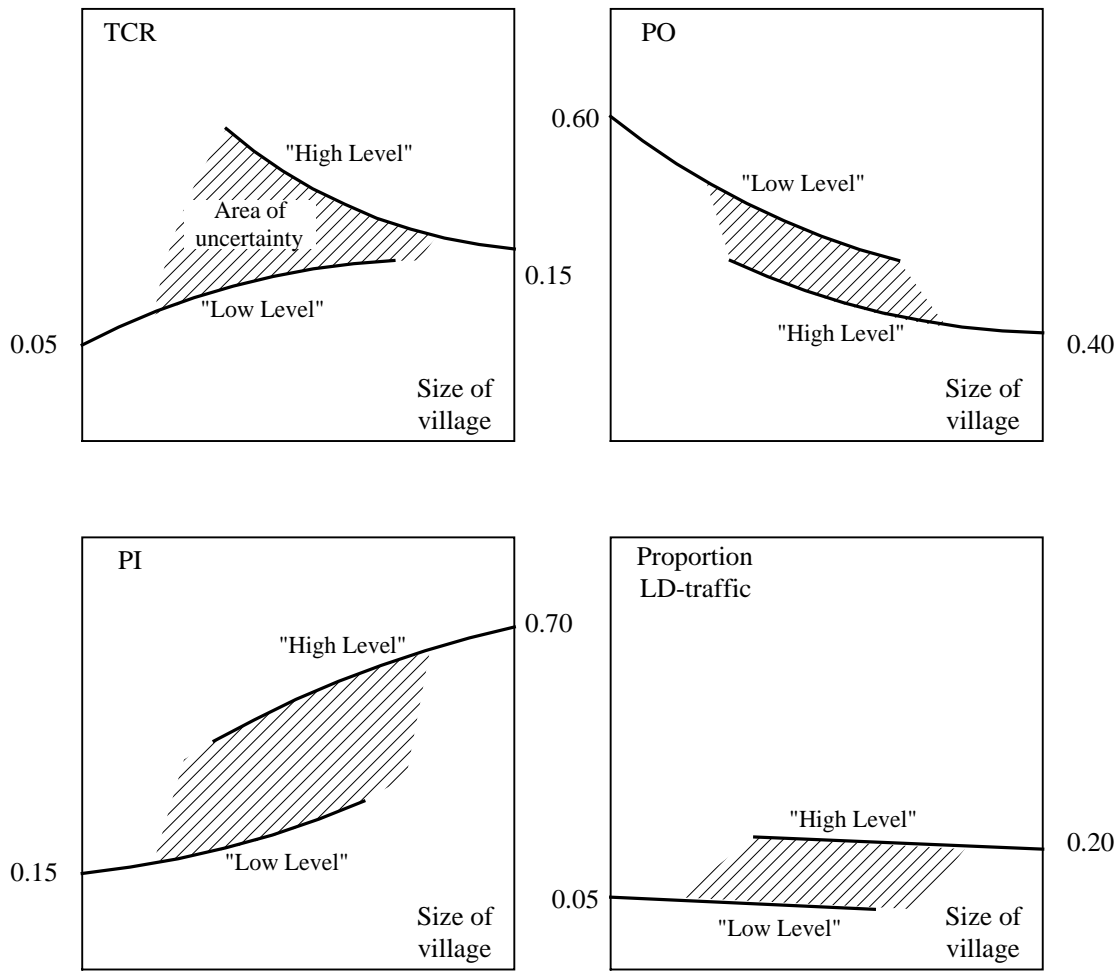 TCR
"High Level"
Area of
uncertainty
"Low Level"
0.05
0.15
Size of
village
PO
0.60
"Low Level"
"High Level"
0.40
Size of
village
PI
"High Level"
0.70
0.15
"Low Level"
Size of
village
Proportion
LD-traffic
"High Level"
0.20
0.05
"Low Level"
Size of
village